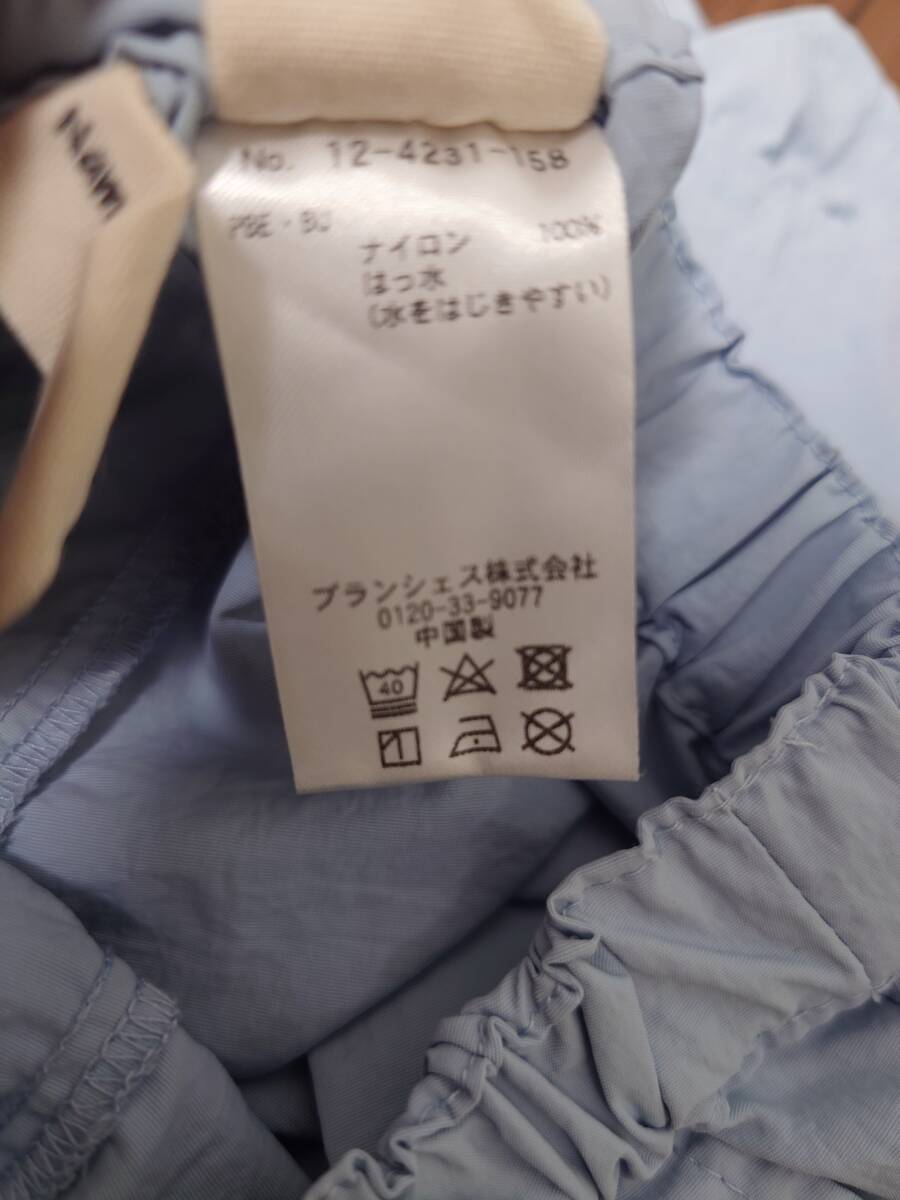 No. 12-4231-158
PBE・BJ
ナイロン 100%
はっ水
(水をはじきやすい)
ブランシェス株式会社
0120-33-9077
中国製
40